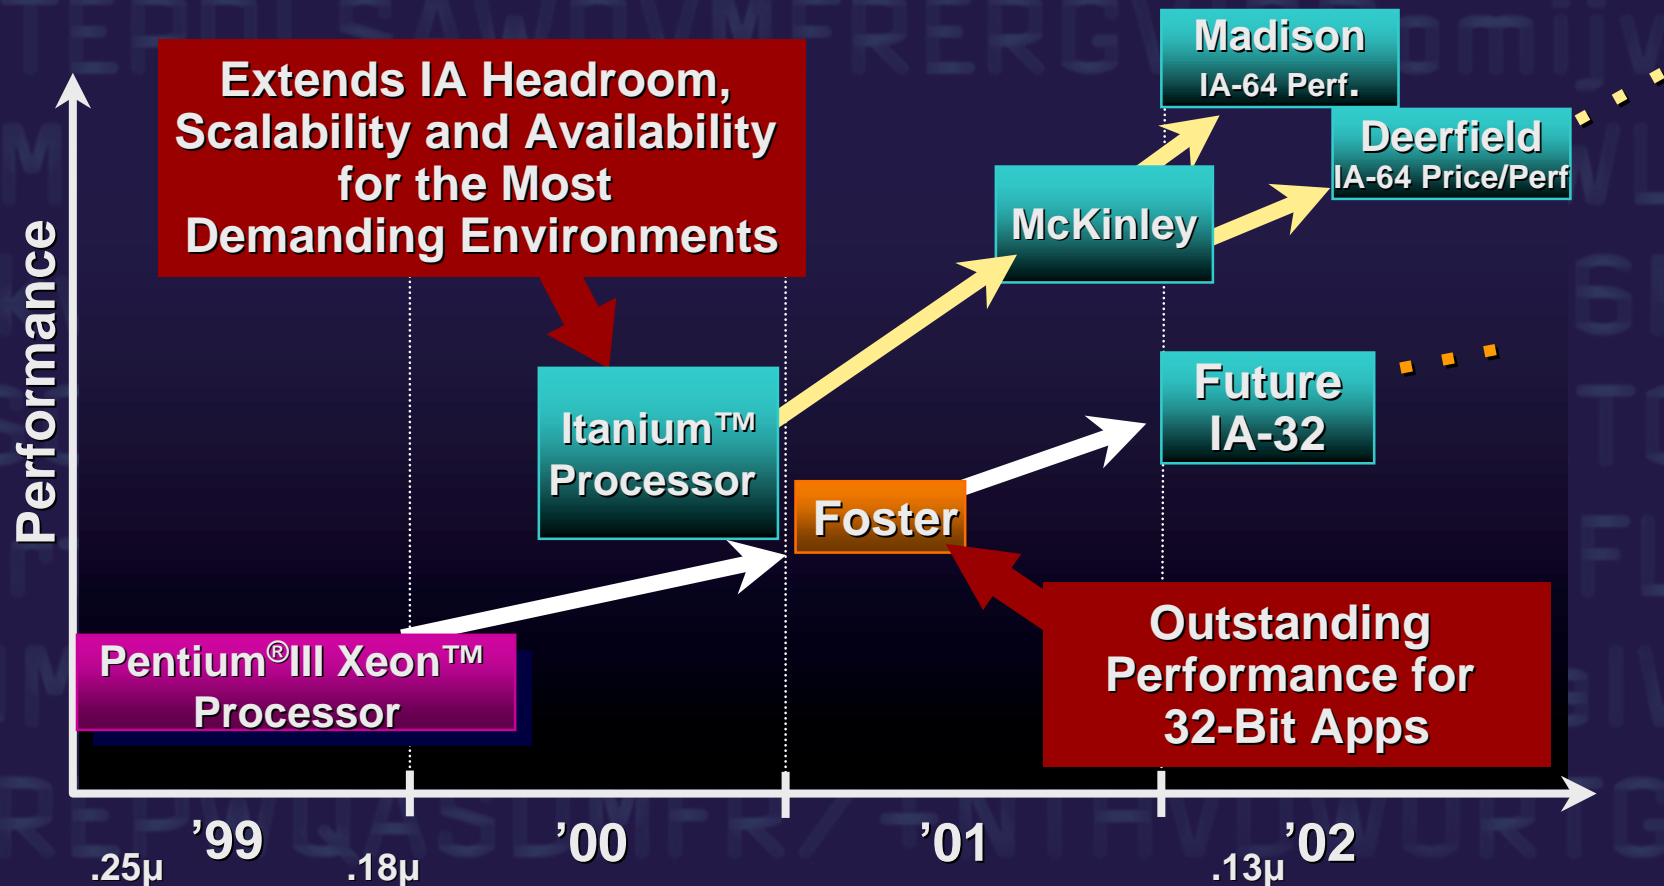 Madison
IA-64 Perf.
Extends IA Headroom,
Scalability and Availability
for the Most
Demanding Environments
Deerfield
IA-64 Price/Perf
McKinley
Performance
Future
IA-32
Itanium™
Processor
Foster
Pentium®III Xeon™
Processor
Outstanding
Performance for
32-Bit Apps
’99
’00
’01
’02
.25µ
.18µ
.13µ